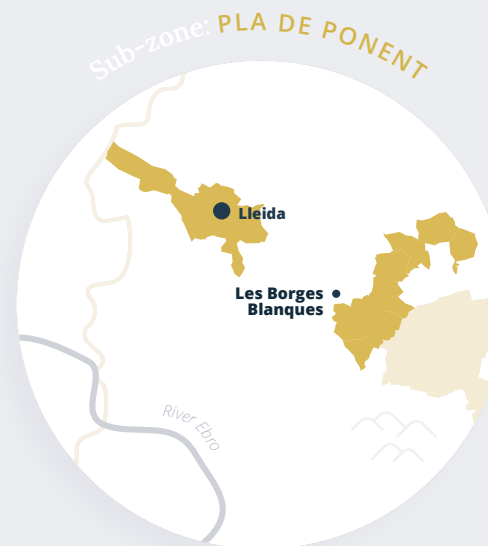 Sub-zone: PLA DE PONENT
Lleida
Les Borges
Blanques
River Ebro